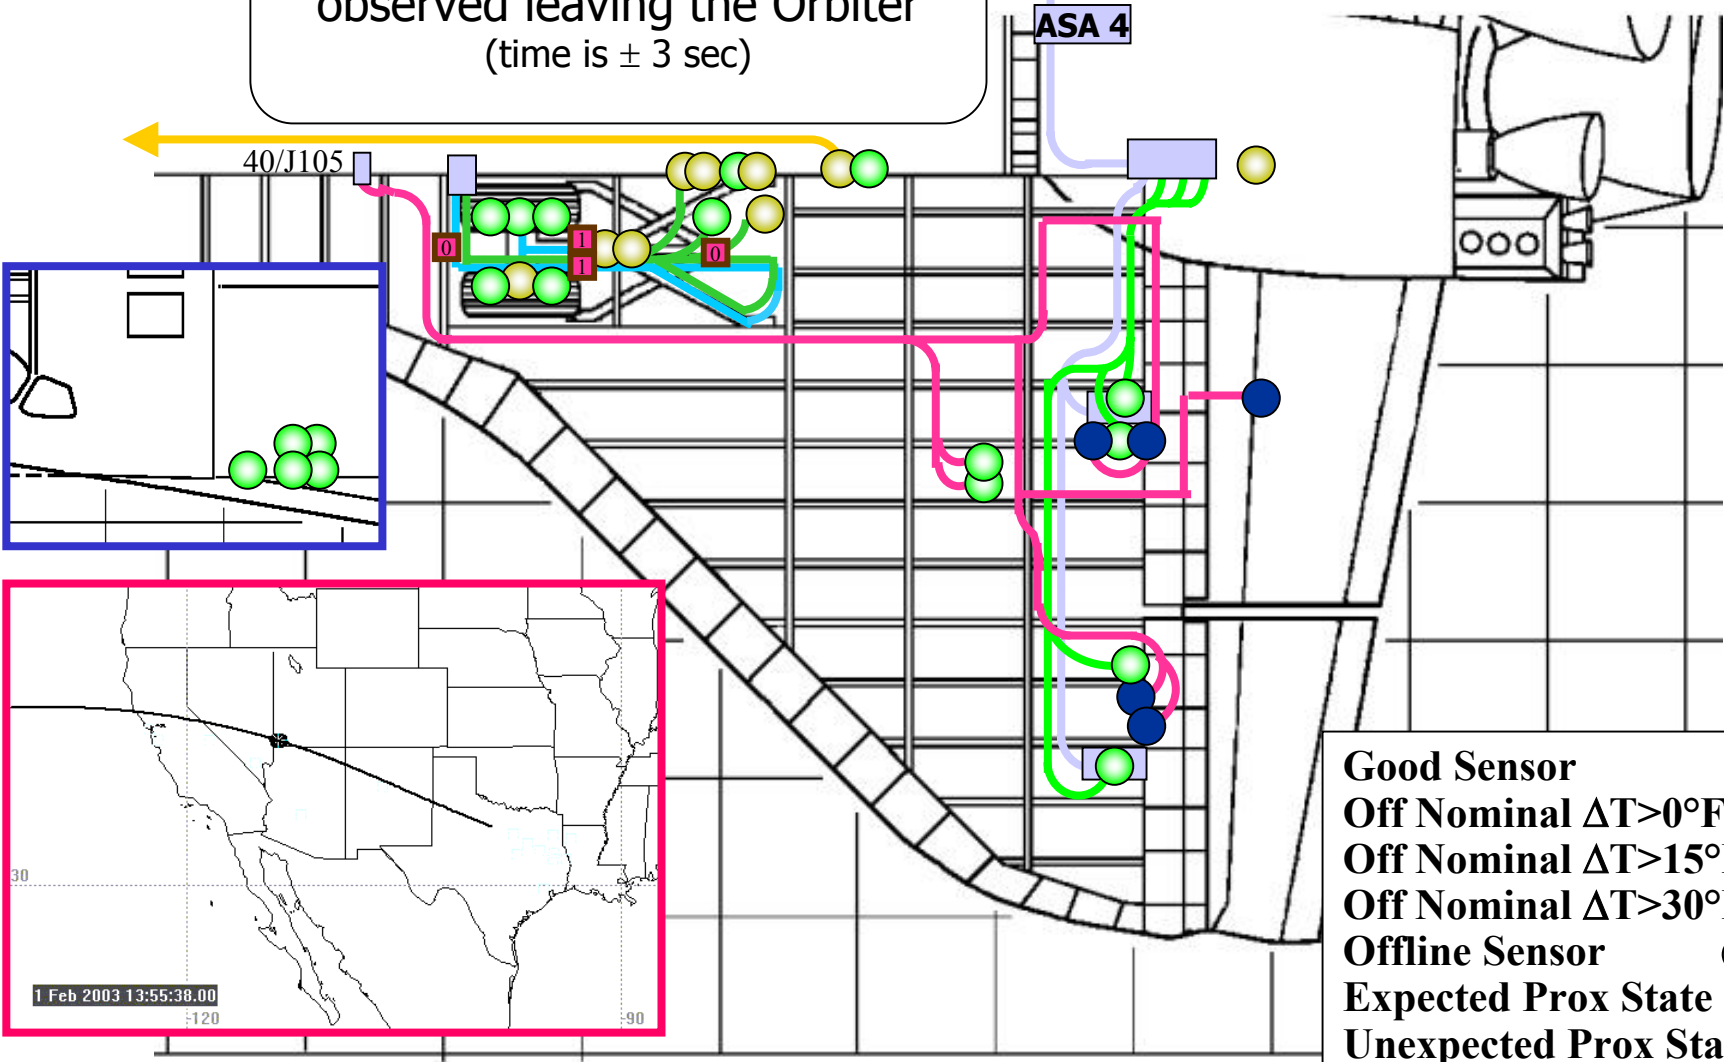 observed leaving the Orbiter
(time is ± 3 sec)
ASA 4
40/J105
0
1
1
0
30
1 Feb 2003 13:55:38.00
-120
-90
Good Sensor
Off Nominal ΔT>0°F
Off Nominal ΔT>15°
Off Nominal ΔT>30°
Offline Sensor
Expected Prox State
Unexpected Prox Sta